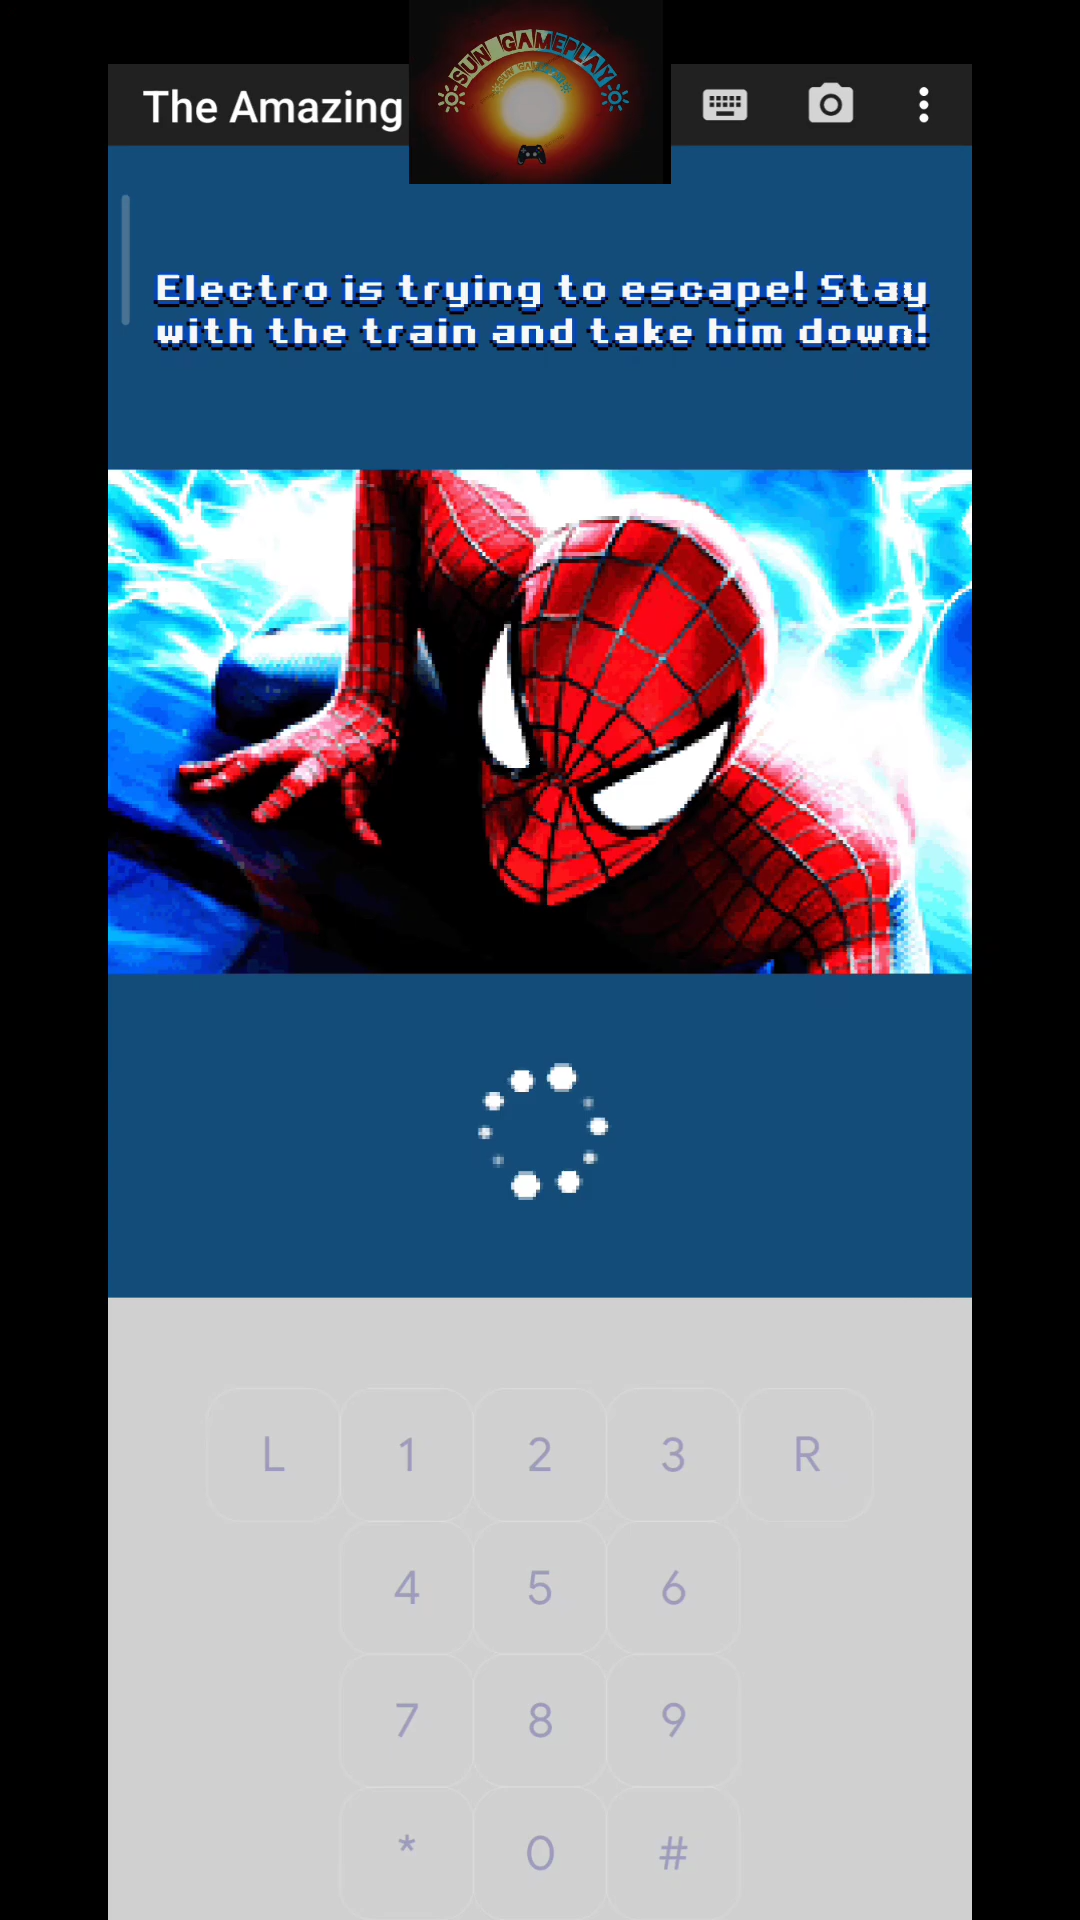 SUN GAMEPLAY
The Amazing
Electro is trying to escape! Stay
with the train and take him down!
L 1 2 3 R
4 5 6
7 8 9
* 0 #